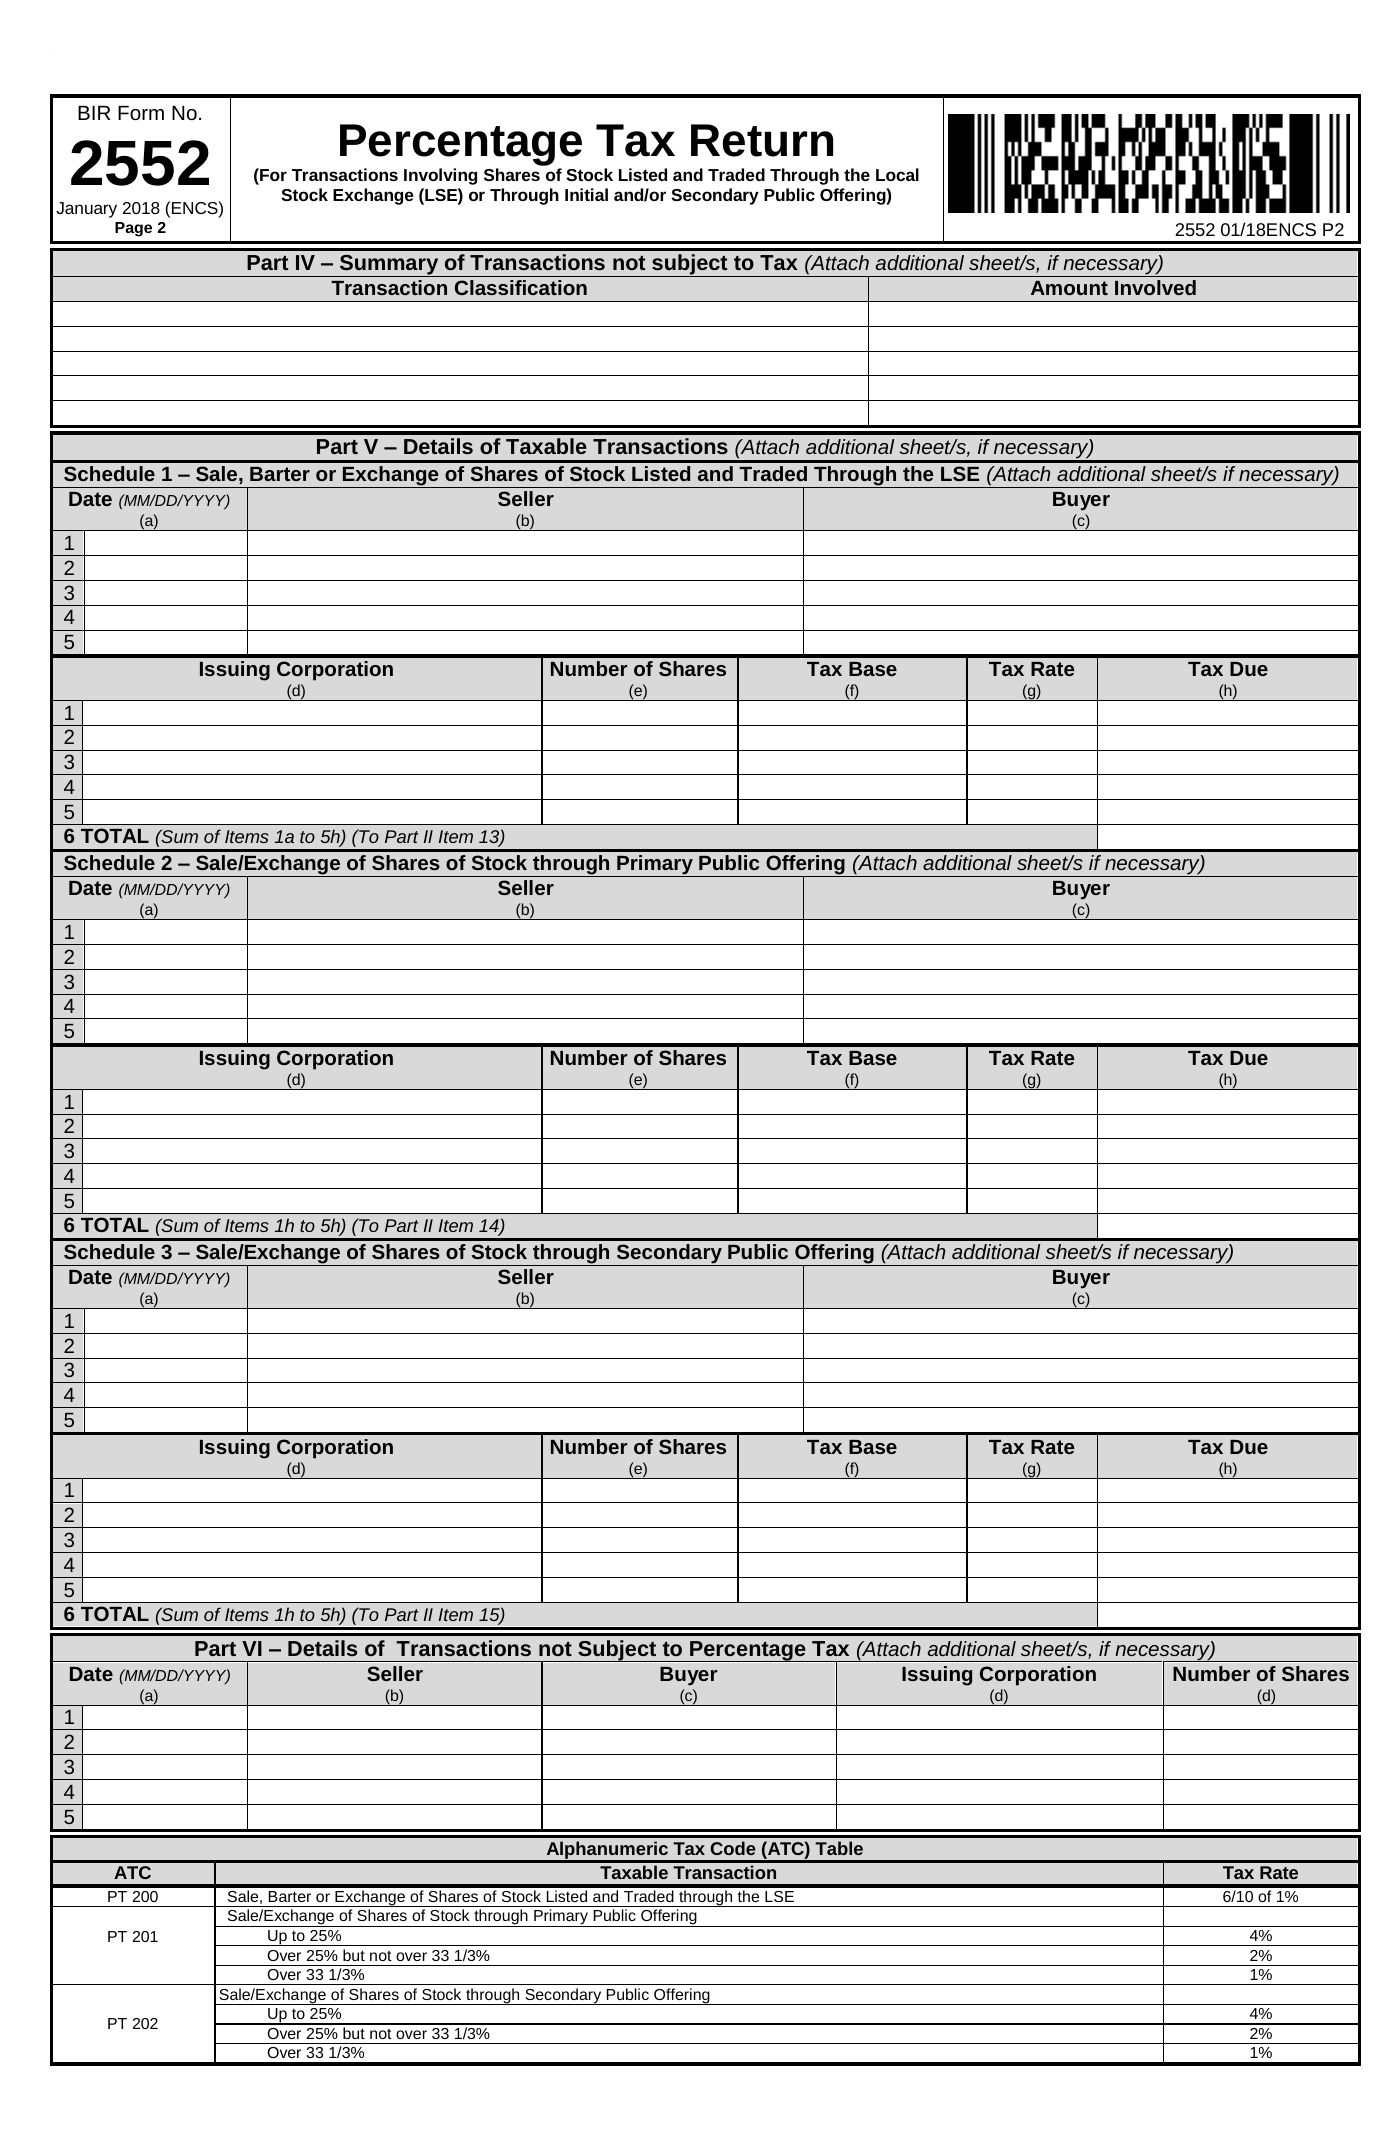 BIR Form No.
2552
January 2018 (ENCS)
Page 2
Percentage Tax Return
(For Transactions Involving Shares of Stock Listed and Traded Through the Local
Stock Exchange (LSE) or Through Initial and/or Secondary Public Offering)
2552 01/18ENCS P2
Part IV – Summary of Transactions not subject to Tax (Attach additional sheet/s, if necessary)
Transaction Classification Amount Involved
Part V – Details of Taxable Transactions (Attach additional sheet/s, if necessary)
Schedule 1 – Sale, Barter or Exchange of Shares of Stock Listed and Traded Through the LSE (Attach additional sheet/s if necessary)
Date (MM/DD/YYYY) Seller Buyer
(a) (b) (c)
1
2
3
4
5
Issuing Corporation Number of Shares Tax Base Tax Rate Tax Due
(d) (e) (f) (g) (h)
1
2
3
4
5
6 TOTAL (Sum of Items 1a to 5h) (To Part II Item 13)
Schedule 2 – Sale/Exchange of Shares of Stock through Primary Public Offering (Attach additional sheet/s if necessary)
Date (MM/DD/YYYY) Seller Buyer
(a) (b) (c)
1
2
3
4
5
Issuing Corporation Number of Shares Tax Base Tax Rate Tax Due
(d) (e) (f) (g) (h)
1
2
3
4
5
6 TOTAL (Sum of Items 1h to 5h) (To Part II Item 14)
Schedule 3 – Sale/Exchange of Shares of Stock through Secondary Public Offering (Attach additional sheet/s if necessary)
Date (MM/DD/YYYY) Seller Buyer
(a) (b) (c)
1
2
3
4
5
Issuing Corporation Number of Shares Tax Base Tax Rate Tax Due
(d) (e) (f) (g) (h)
1
2
3
4
5
6 TOTAL (Sum of Items 1h to 5h) (To Part II Item 15)
Part VI – Details of Transactions not Subject to Percentage Tax (Attach additional sheet/s, if necessary)
Date (MM/DD/YYYY) Seller Buyer Issuing Corporation Number of Shares
(a) (b) (c) (d) (d)
1
2
3
4
5
Alphanumeric Tax Code (ATC) Table
ATC Taxable Transaction Tax Rate
PT 200 Sale, Barter or Exchange of Shares of Stock Listed and Traded through the LSE 6/10 of 1%
Sale/Exchange of Shares of Stock through Primary Public Offering
PT 201 Up to 25% 4%
Over 25% but not over 33 1/3% 2%
Over 33 1/3% 1%
Sale/Exchange of Shares of Stock through Secondary Public Offering
Up to 25% 4%
PT 202 Over 25% but not over 33 1/3% 2%
Over 33 1/3% 1%